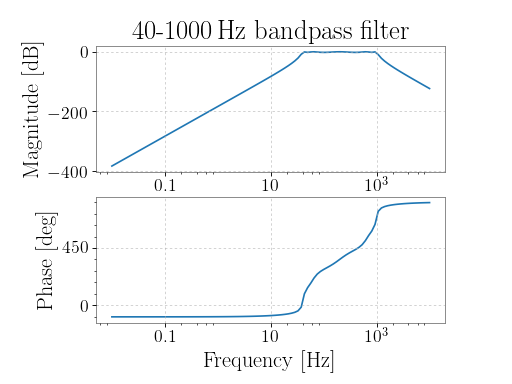 40-1000 Hz bandpass filter
Magnitude [dB]
0
−200
−400
0.1
10
10³
Phase [deg]
450
0
0.1
10
10³
Frequency [Hz]